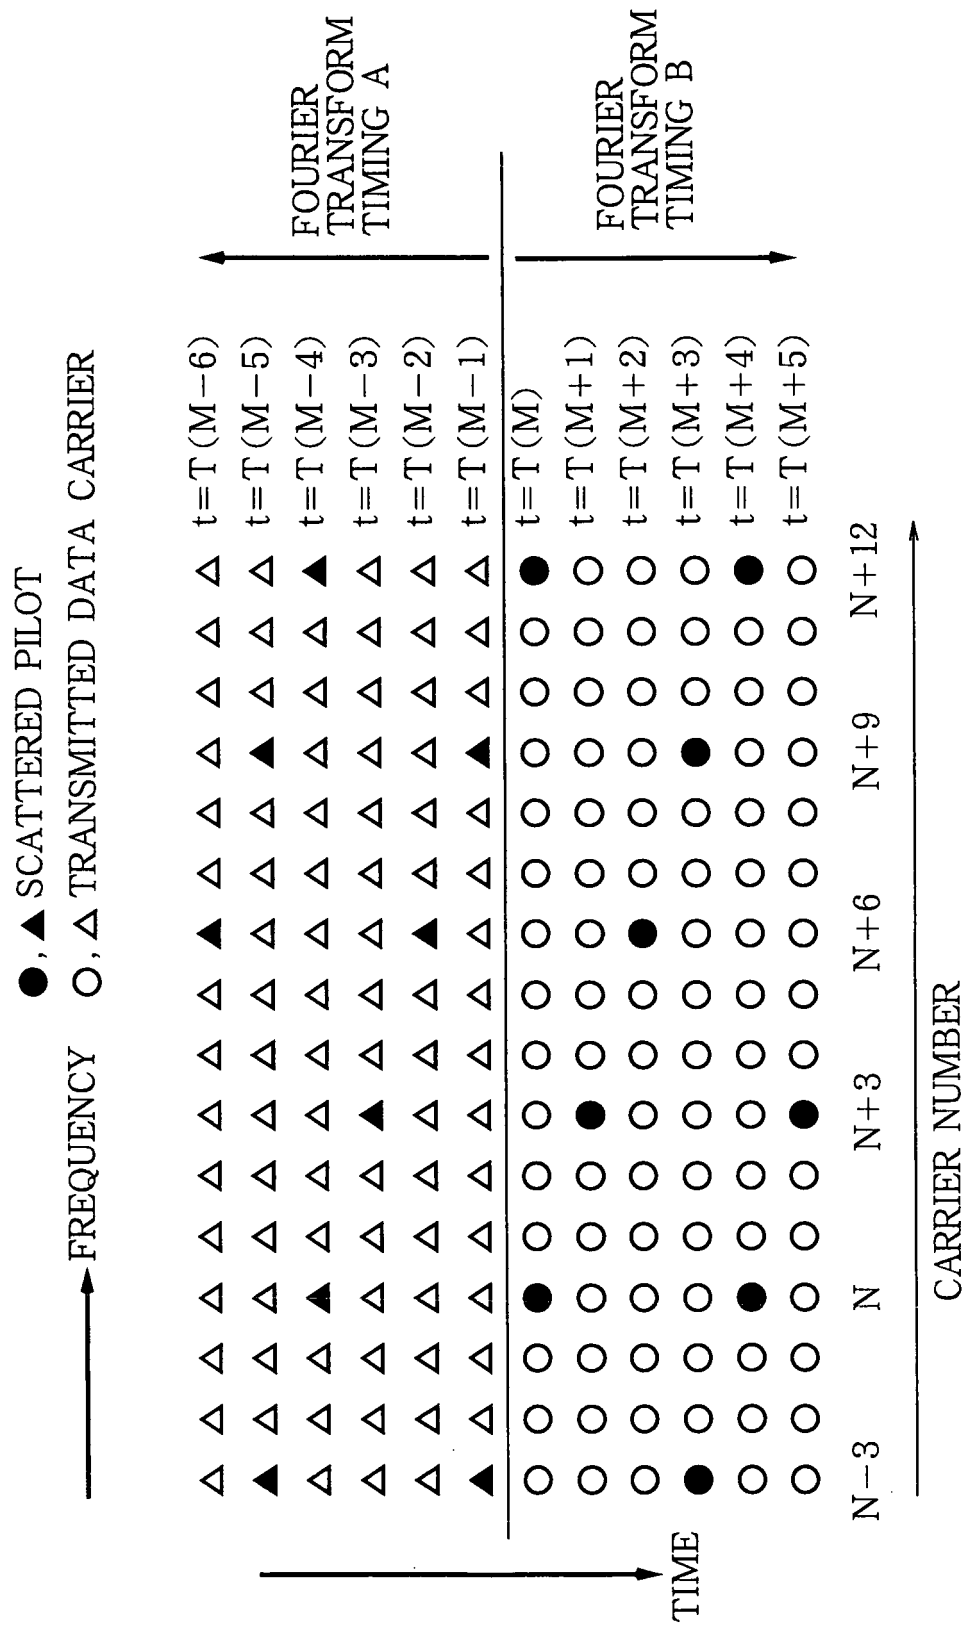 ●, ▲ SCATTERED PILOT
○, △ TRANSMITTED DATA CARRIER
FREQUENCY
t=T(M−6)
t=T(M−5)
t=T(M−4)
t=T(M−3)
t=T(M−2)
t=T(M−1)
t=T(M)
t=T(M+1)
t=T(M+2)
t=T(M+3)
t=T(M+4)
t=T(M+5)
FOURIER
TRANSFORM
TIMING A
FOURIER
TRANSFORM
TIMING B
TIME
N−3 N N+3 N+6 N+9 N+12
CARRIER NUMBER